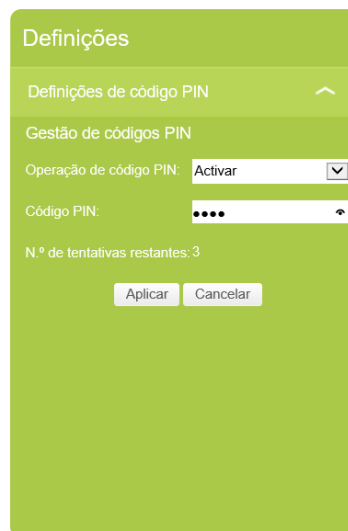 Definições
Definições de código PIN
Gestão de códigos PIN
Operação de código PIN: Activar
Código PIN: ●●●●
N.º de tentativas restantes: 3
Aplicar Cancelar